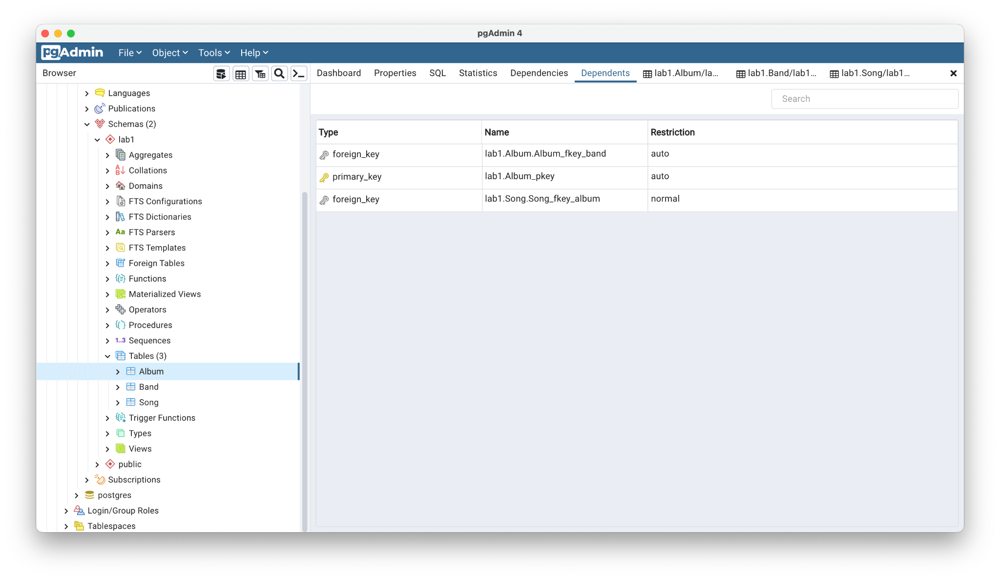 pgAdmin 4
pgAdmin File Object Tools Help
Browser Dashboard Properties SQL Statistics Dependencies Dependents lab1.Album/la... lab1.Band/lab1... lab1.Song/lab1...
Search
Languages
Publications
Schemas (2)
lab1
Aggregates
Collations
Domains
FTS Configurations
FTS Dictionaries
Aa FTS Parsers
FTS Templates
Foreign Tables
Functions
Materialized Views
Operators
Procedures
1..3 Sequences
Tables (3)
Album
Band
Song
Trigger Functions
Types
Views
public
Subscriptions
postgres
Login/Group Roles
Tablespaces
Type Name Restriction
foreign_key lab1.Album.Album_fkey_band auto
primary_key lab1.Album_pkey auto
foreign_key lab1.Song.Song_fkey_album normal